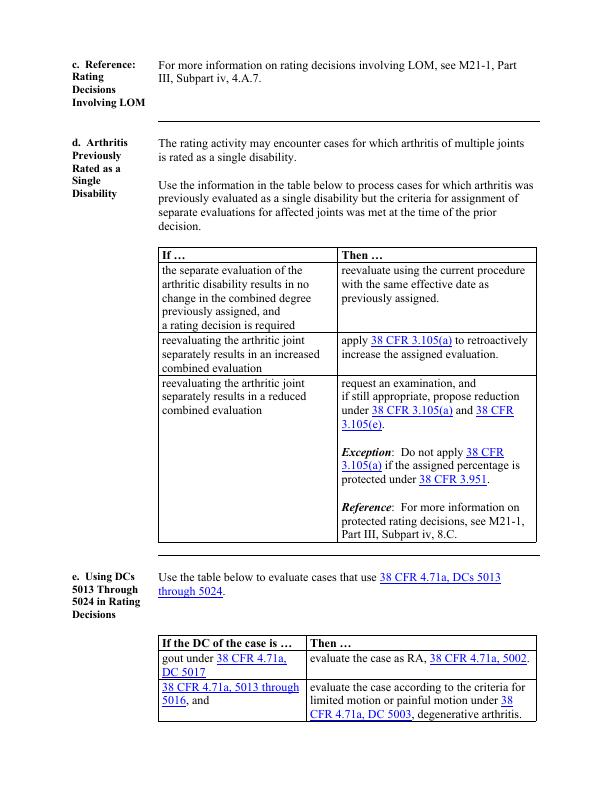 c.  Reference:
Rating
Decisions
Involving LOM
For more information on rating decisions involving LOM, see M21-1, Part
III, Subpart iv, 4.A.7.
d.  Arthritis
Previously
Rated as a
Single
Disability
The rating activity may encounter cases for which arthritis of multiple joints
is rated as a single disability.
Use the information in the table below to process cases for which arthritis was
previously evaluated as a single disability but the criteria for assignment of
separate evaluations for affected joints was met at the time of the prior
decision.
If …
Then …
the separate evaluation of the
arthritic disability results in no
change in the combined degree
previously assigned, and
a rating decision is required
reevaluate using the current procedure
with the same effective date as
previously assigned.
reevaluating the arthritic joint
separately results in an increased
combined evaluation
apply 38 CFR 3.105(a) to retroactively
increase the assigned evaluation.
reevaluating the arthritic joint
separately results in a reduced
combined evaluation
request an examination, and
if still appropriate, propose reduction
under 38 CFR 3.105(a) and 38 CFR
3.105(e).
Exception:  Do not apply 38 CFR
3.105(a) if the assigned percentage is
protected under 38 CFR 3.951.
Reference:  For more information on
protected rating decisions, see M21-1,
Part III, Subpart iv, 8.C.
e.  Using DCs
5013 Through
5024 in Rating
Decisions
Use the table below to evaluate cases that use 38 CFR 4.71a, DCs 5013
through 5024.
If the DC of the case is …
Then …
gout under 38 CFR 4.71a,
DC 5017
evaluate the case as RA, 38 CFR 4.71a, 5002.
38 CFR 4.71a, 5013 through
5016, and
evaluate the case according to the criteria for
limited motion or painful motion under 38
CFR 4.71a, DC 5003, degenerative arthritis.